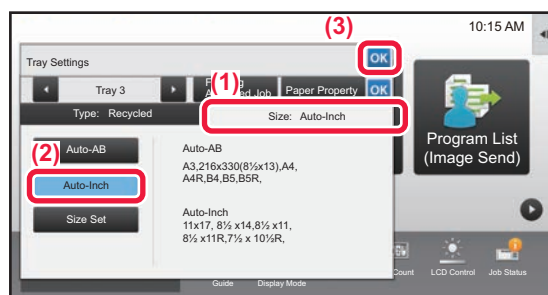 (3)
10:15 AM
Tray Settings
OK
(1)
Tray 3
Job
Paper Property
OK
Type: Recycled
Size: Auto-Inch
(2)
Auto-AB
Auto-Inch
Size Set
Auto-AB
A3,216x330(8½x13),A4,
A4R,B4,B5,B5R,
Auto-Inch
11x17, 8½ x14,8½ x11,
8½ x11R,7½ x 10½R,
Program List
(Image Send)
Count
LCD Control
Job Status
Guide
Display Mode